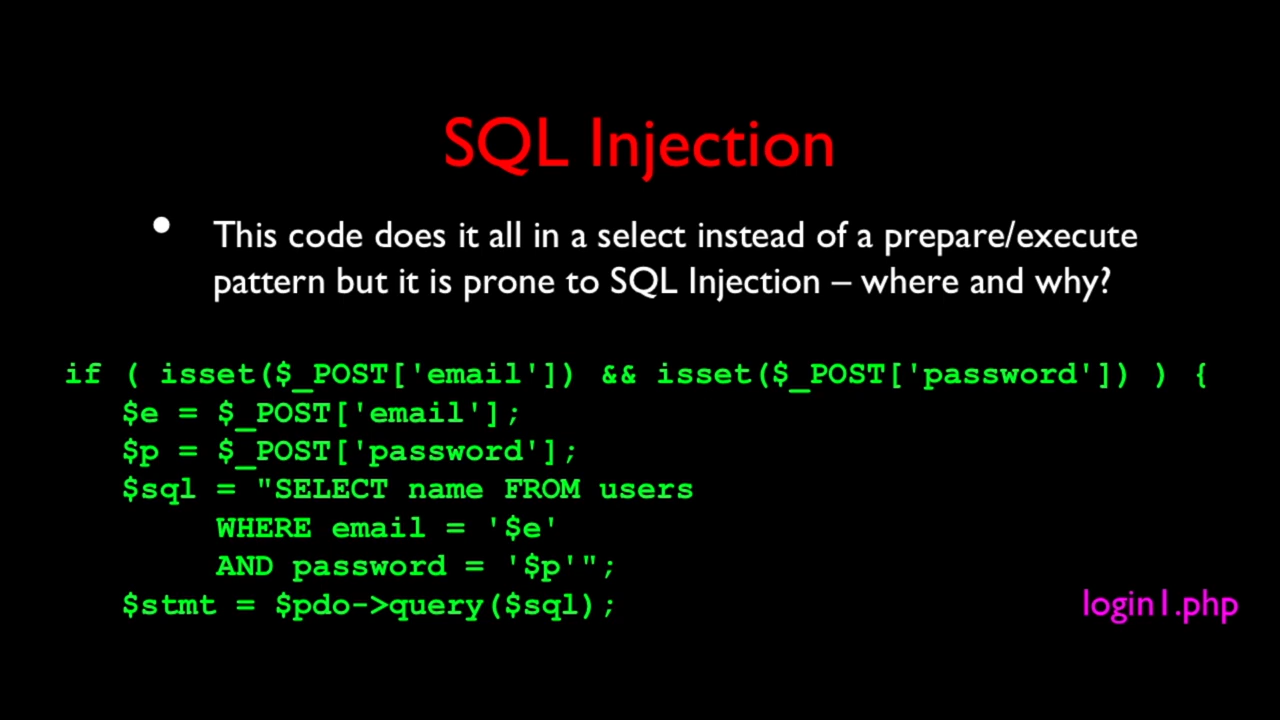 SQL Injection
• This code does it all in a select instead of a prepare/execute
pattern but it is prone to SQL Injection – where and why?
if ( isset($_POST['email']) && isset($_POST['password']) ) {
   $e = $_POST['email'];
   $p = $_POST['password'];
   $sql = "SELECT name FROM users
        WHERE email = '$e'
        AND password = '$p'";
   $stmt = $pdo->query($sql);
login1.php